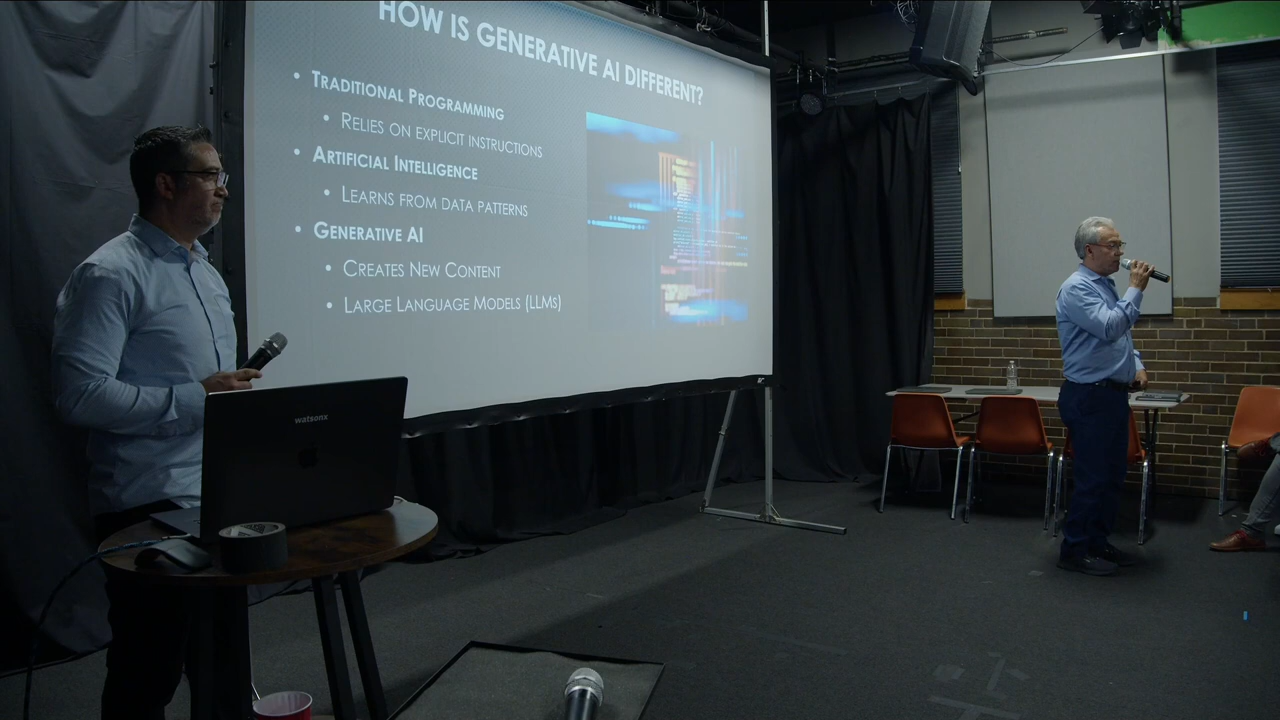 HOW IS GENERATIVE AI DIFFERENT?
• TRADITIONAL PROGRAMMING
• RELIES ON EXPLICIT INSTRUCTIONS
• ARTIFICIAL INTELLIGENCE
• LEARNS FROM DATA PATTERNS
• GENERATIVE AI
• CREATES NEW CONTENT
• LARGE LANGUAGE MODELS (LLMS)
watsonx